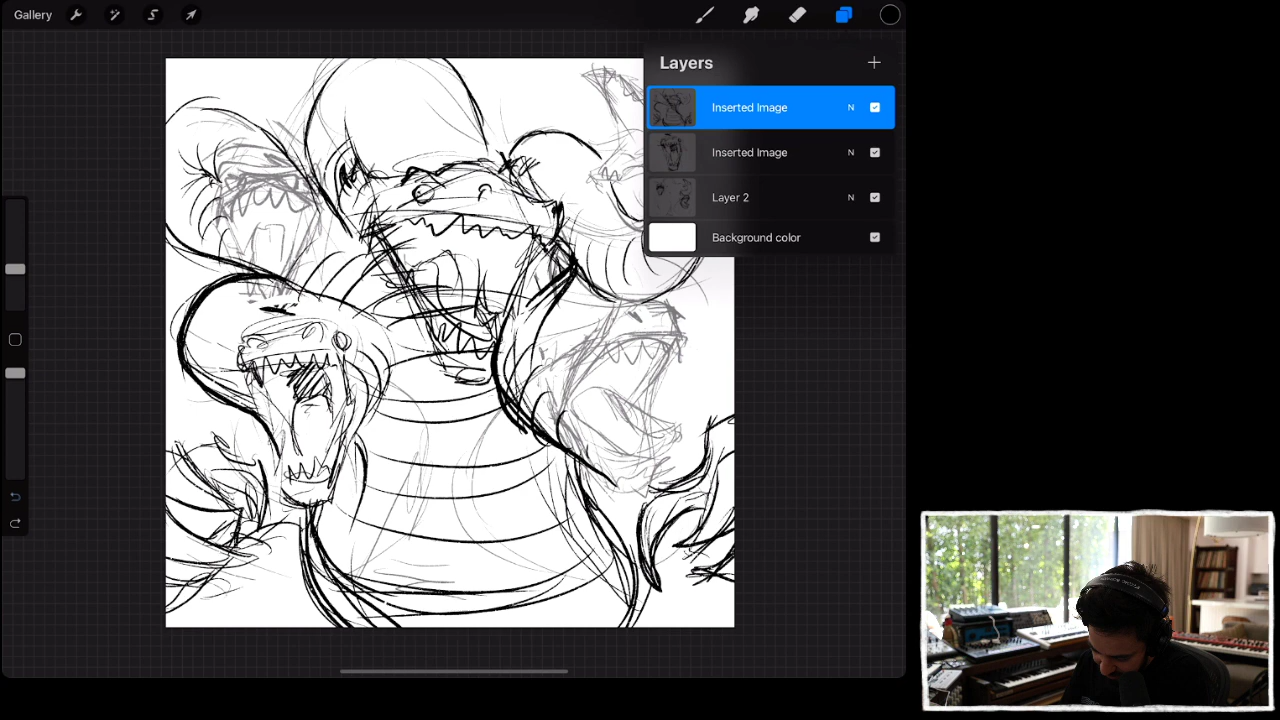 Gallery
Layers
Inserted Image N
Inserted Image N
Layer 2 N
Background color